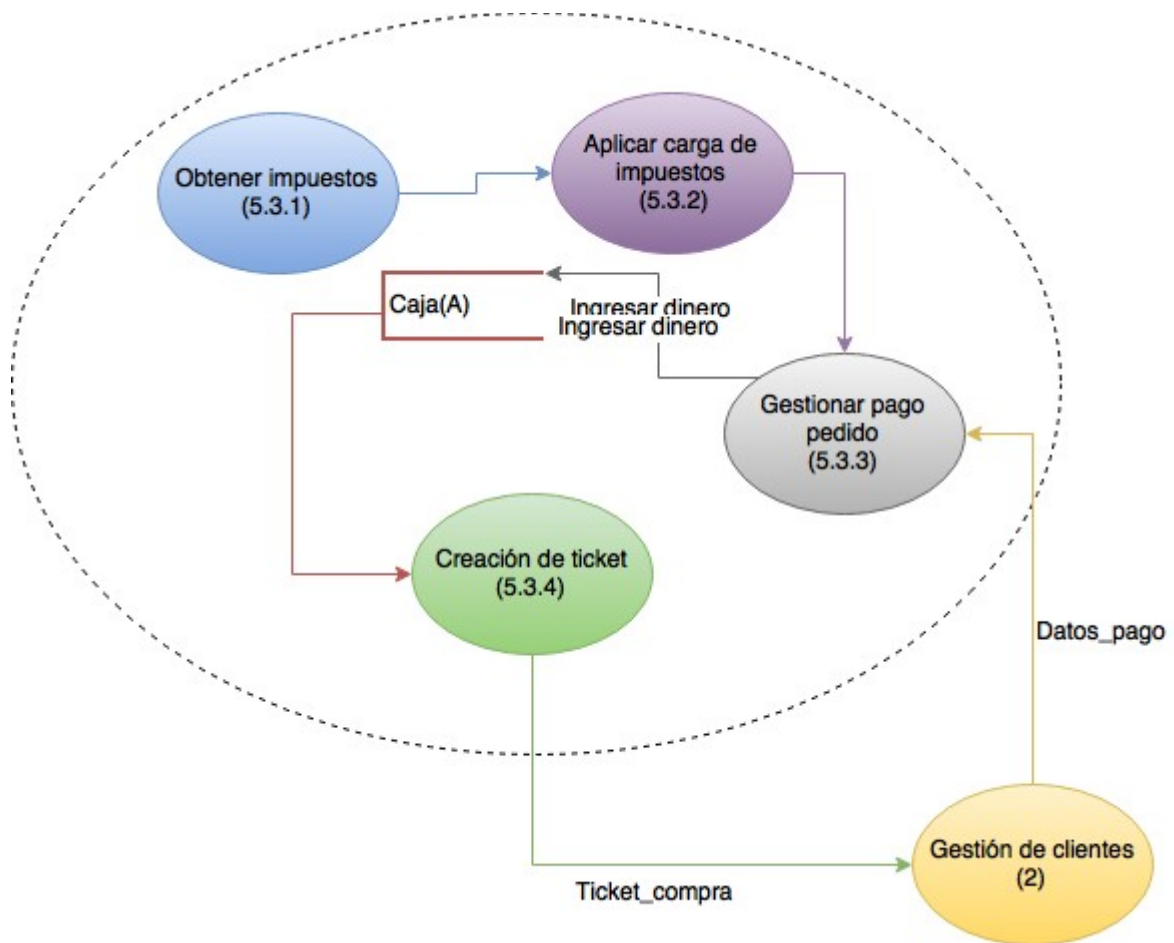 Obtener impuestos
(5.3.1)
Aplicar carga de
impuestos
(5.3.2)
Caja(A)
Ingresar dinero
Ingresar dinero
Gestionar pago
pedido
(5.3.3)
Creación de ticket
(5.3.4)
Datos_pago
Gestión de clientes
(2)
Ticket_compra